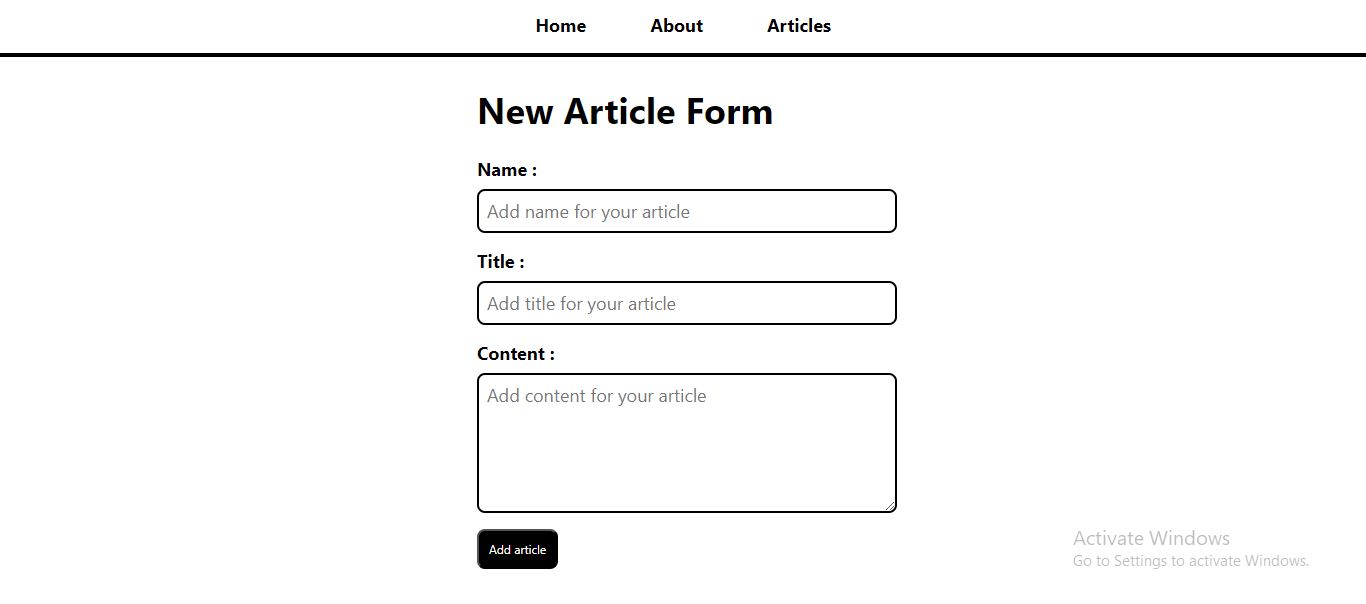 Home About Articles
New Article Form
Name :
Add name for your article
Title :
Add title for your article
Content :
Add content for your article
Add article
Activate Windows
Go to Settings to activate Windows.